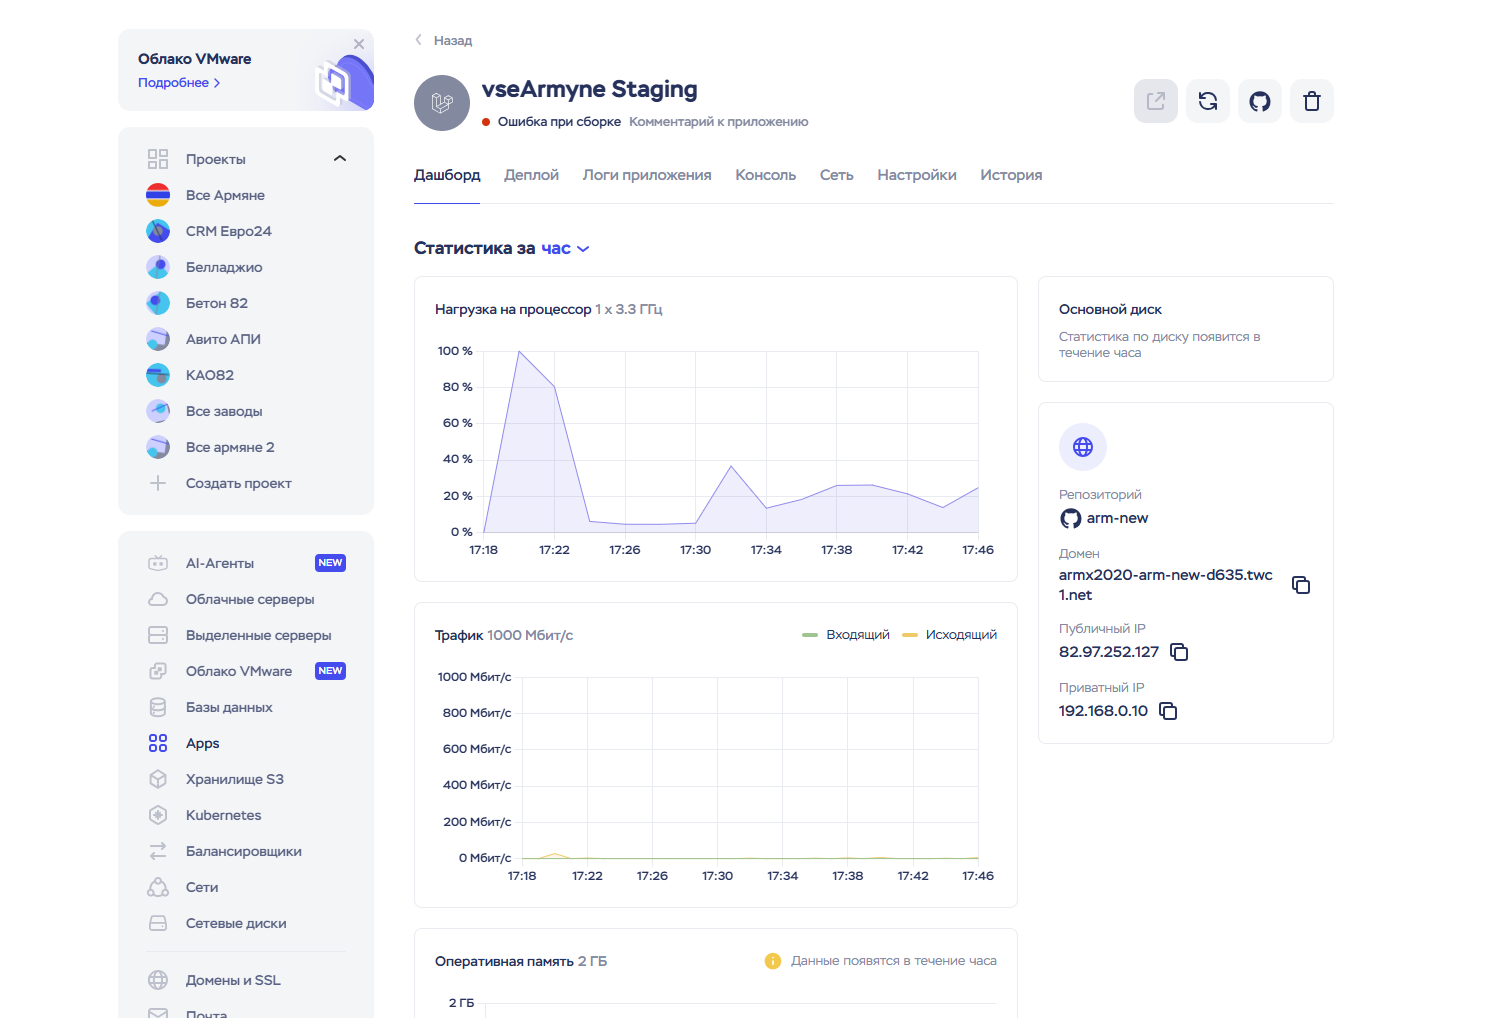 Облако VMware
Подробнее
Проекты
Все Армяне
CRM Евро24
Белладжио
Бетон 82
Авито АПИ
КАО82
Все заводы
Все армяне 2
Создать проект
AI-Агенты NEW
Облачные серверы
Выделенные серверы
Облако VMware NEW
Базы данных
Apps
Хранилище S3
Kubernetes
Балансировщики
Сети
Сетевые диски
Домены и SSL
Почта
Назад
vseArmyne Staging
Ошибка при сборке Комментарий к приложению
Дашборд Деплой Логи приложения Консоль Сеть Настройки История
Статистика за час
Нагрузка на процессор 1 x 3.3 ГГц
100 %
80 %
60 %
40 %
20 %
0 %
17:18 17:22 17:26 17:30 17:34 17:38 17:42 17:46
Трафик 1000 Мбит/с
Входящий Исходящий
1000 Мбит/с
800 Мбит/с
600 Мбит/с
400 Мбит/с
200 Мбит/с
0 Мбит/с
17:18 17:22 17:26 17:30 17:34 17:38 17:42 17:46
Оперативная память 2 ГБ
Данные появятся в течение часа
2 ГБ
Основной диск
Статистика по диску появится в
течение часа
Репозиторий
arm-new
Домен
armx2020-arm-new-d635.twc
1.net
Публичный IP
82.97.252.127
Приватный IP
192.168.0.10